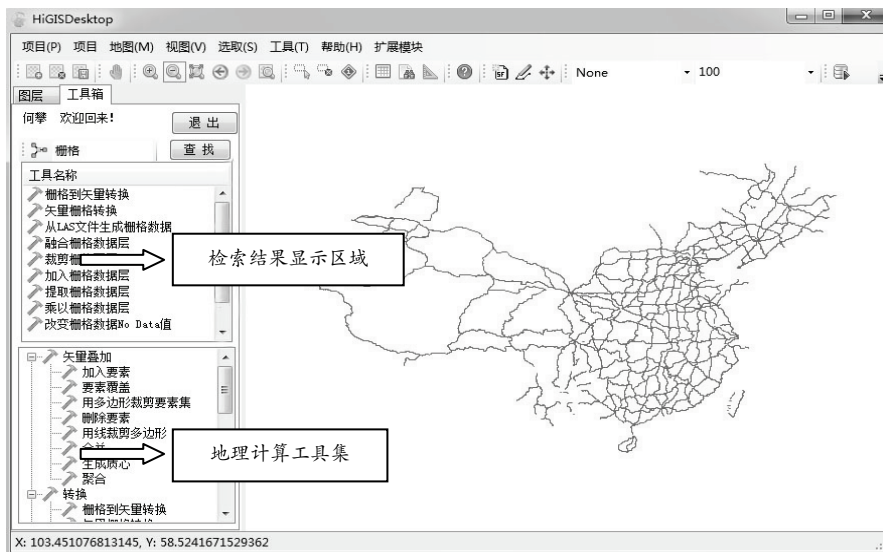 HiGISDesktop
项目(P) 项目 地图(M) 视图(V) 选取(S) 工具(T) 帮助(H) 扩展模块
None 100
图层 工具箱
何攀 欢迎回来! 退出
栅格 查找
工具名称
栅格到矢量转换
矢量栅格转换
从LAS文件生成栅格数据
融合栅格数据层
裁剪栅
检索结果显示区域
加入栅格数据层
提取栅格数据层
乘以栅格数据层
改变栅格数据No Data值
矢量叠加
加入要素
要素覆盖
用多边形裁剪要素集
删除要素
用线裁剪多边形
地理计算工具集
生成质心
聚合
转换
栅格到矢量转换
X: 103.451076813145, Y: 58.5241671529362